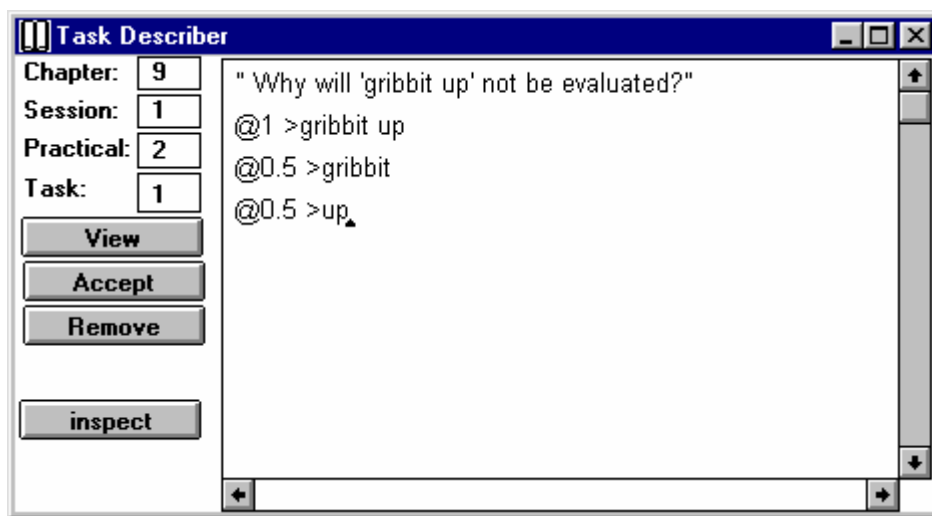 Task Describer
Chapter: 9
Session: 1
Practical: 2
Task: 1
View
Accept
Remove
inspect
" Why will 'gribbit up' not be evaluated?"
@1 >gribbit up
@0.5 >gribbit
@0.5 >up